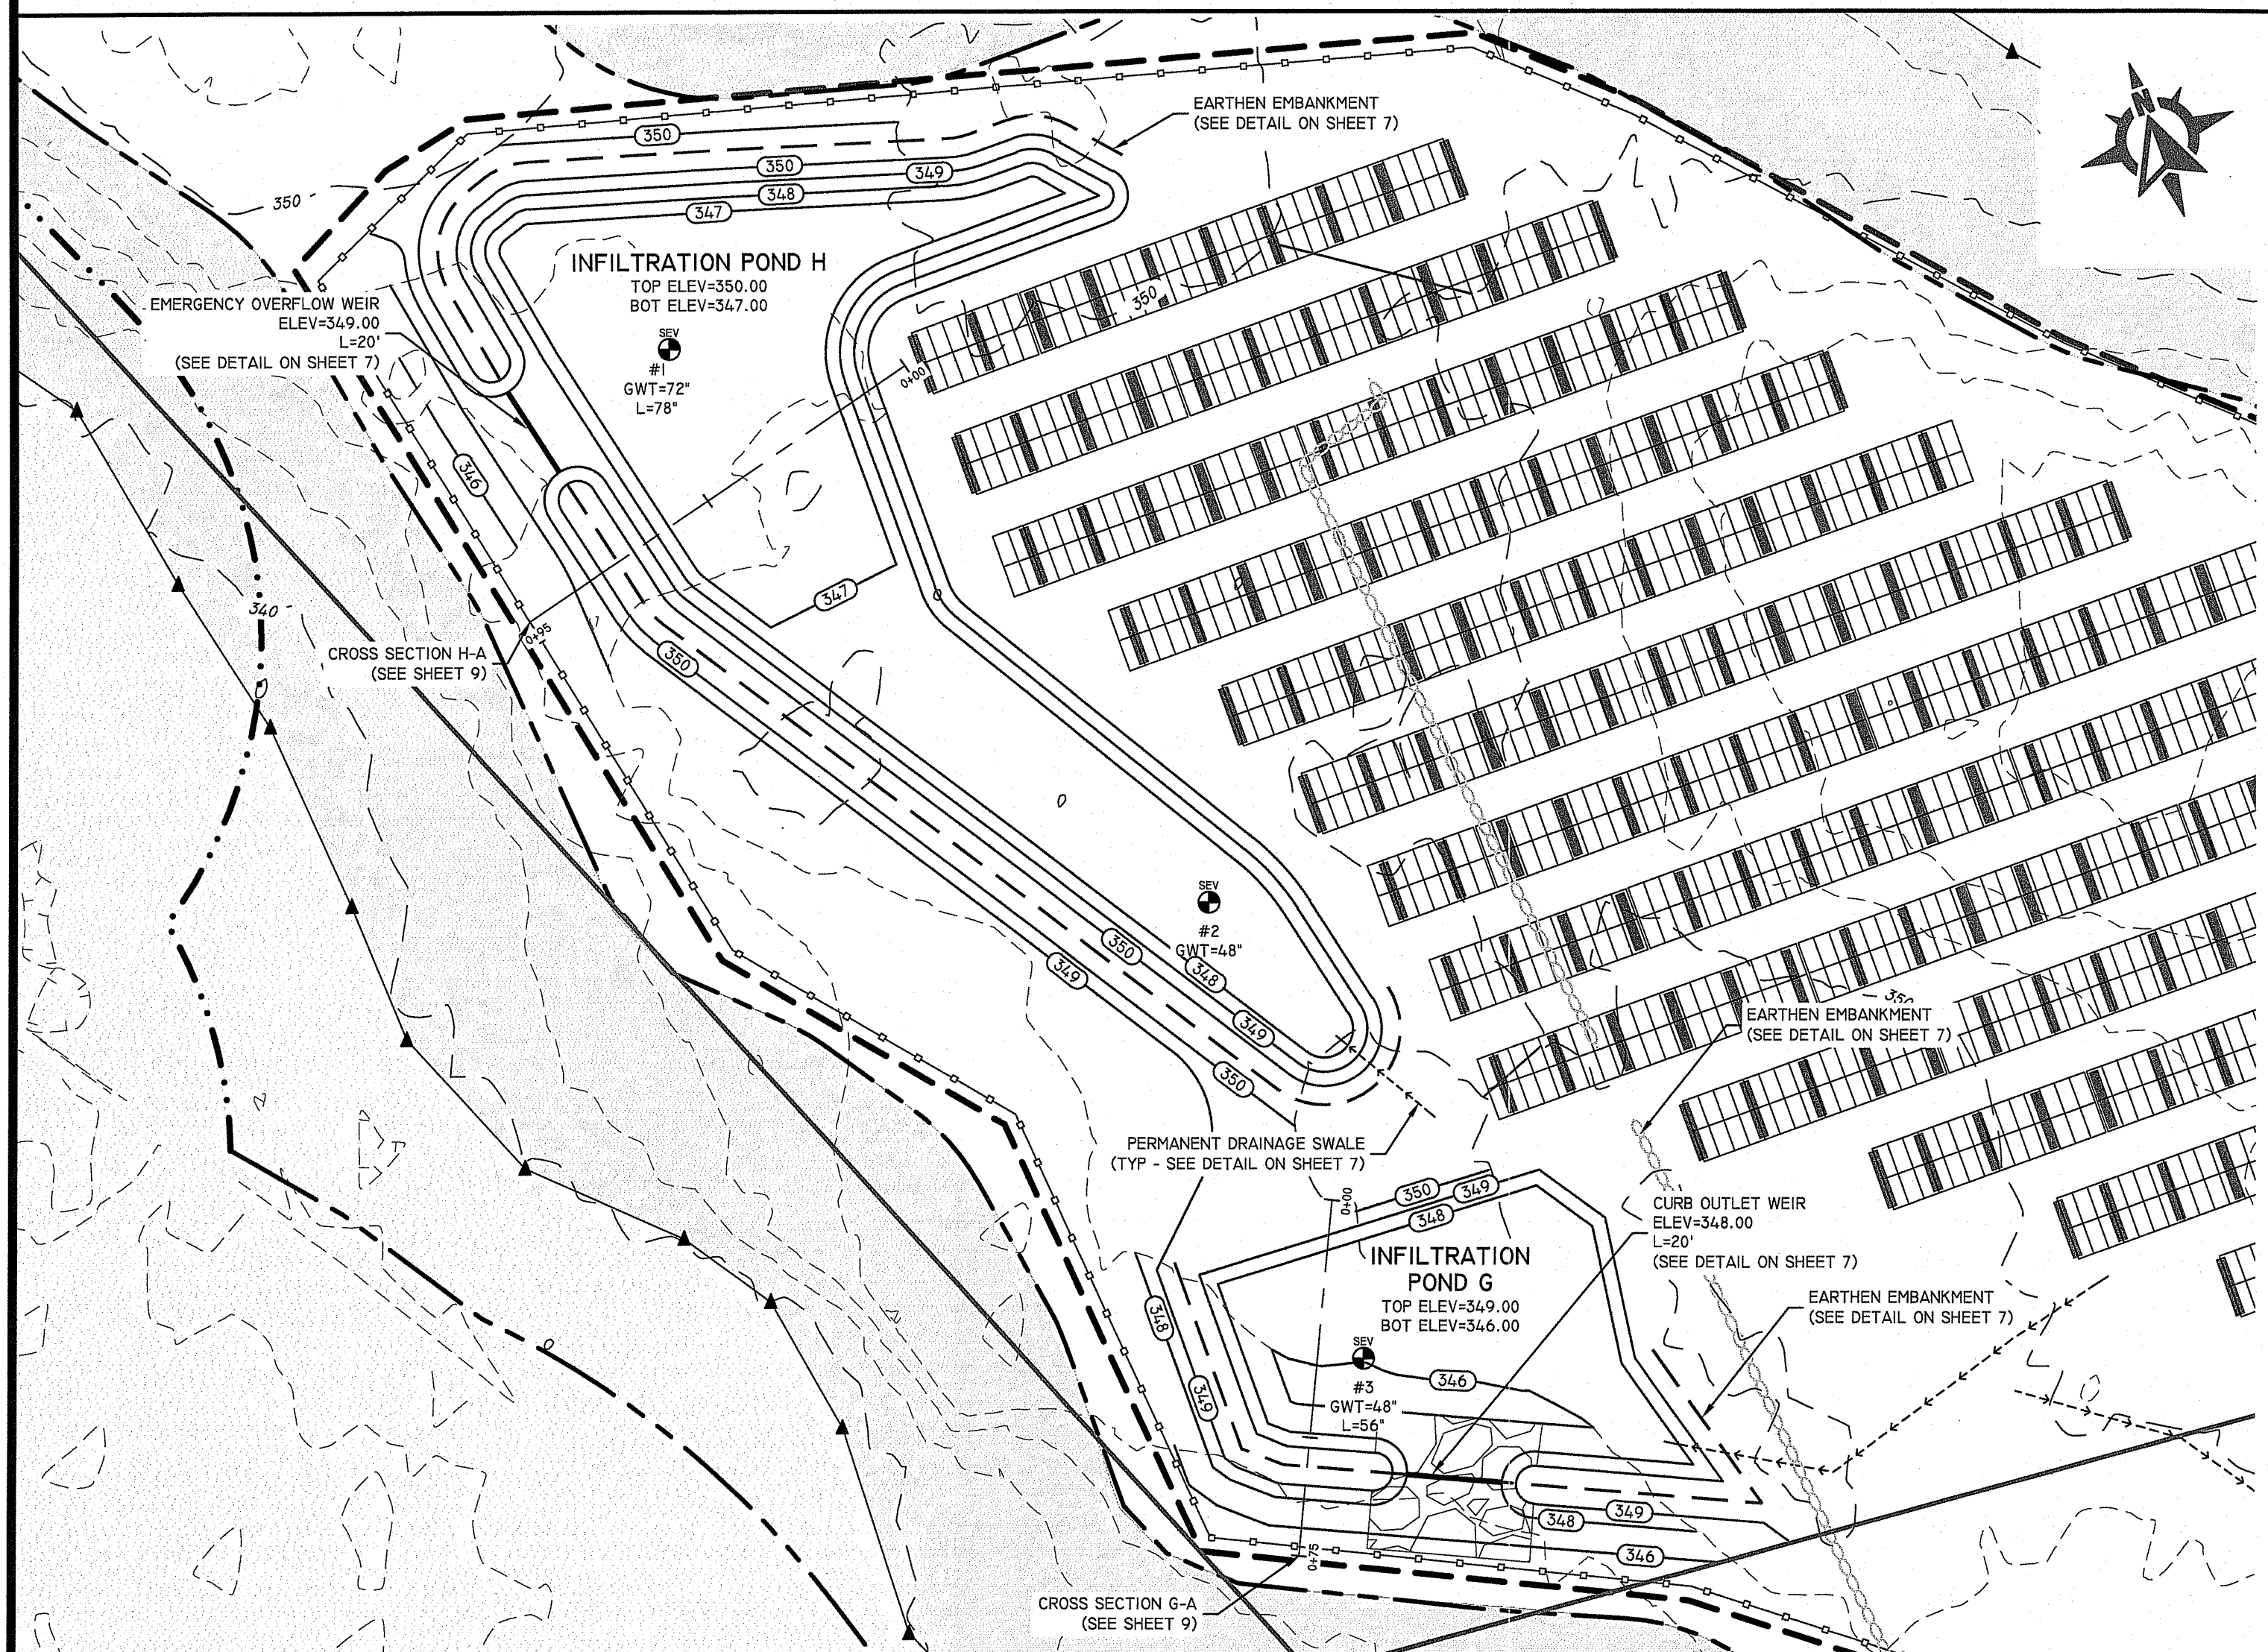 N
EARTHEN EMBANKMENT
(SEE DETAIL ON SHEET 7)
350
350
349
348
347
350
INFILTRATION POND H
TOP ELEV=350.00
BOT ELEV=347.00
SEV
#1
GWT=72"
L=78"
EMERGENCY OVERFLOW WEIR
ELEV=349.00
L=20'
(SEE DETAIL ON SHEET 7)
350
0+00
346
347
340
0+95
CROSS SECTION H-A
(SEE SHEET 9)
350
SEV
#2
GWT=48"
350
348
349
349
350
350
EARTHEN EMBANKMENT
(SEE DETAIL ON SHEET 7)
PERMANENT DRAINAGE SWALE
(TYP - SEE DETAIL ON SHEET 7)
0+00
350
349
348
CURB OUTLET WEIR
ELEV=348.00
L=20'
(SEE DETAIL ON SHEET 7)
INFILTRATION
POND G
TOP ELEV=349.00
BOT ELEV=346.00
SEV
#3
GWT=48"
L=56"
EARTHEN EMBANKMENT
(SEE DETAIL ON SHEET 7)
348
349
346
349
348
346
0+75
CROSS SECTION G-A
(SEE SHEET 9)